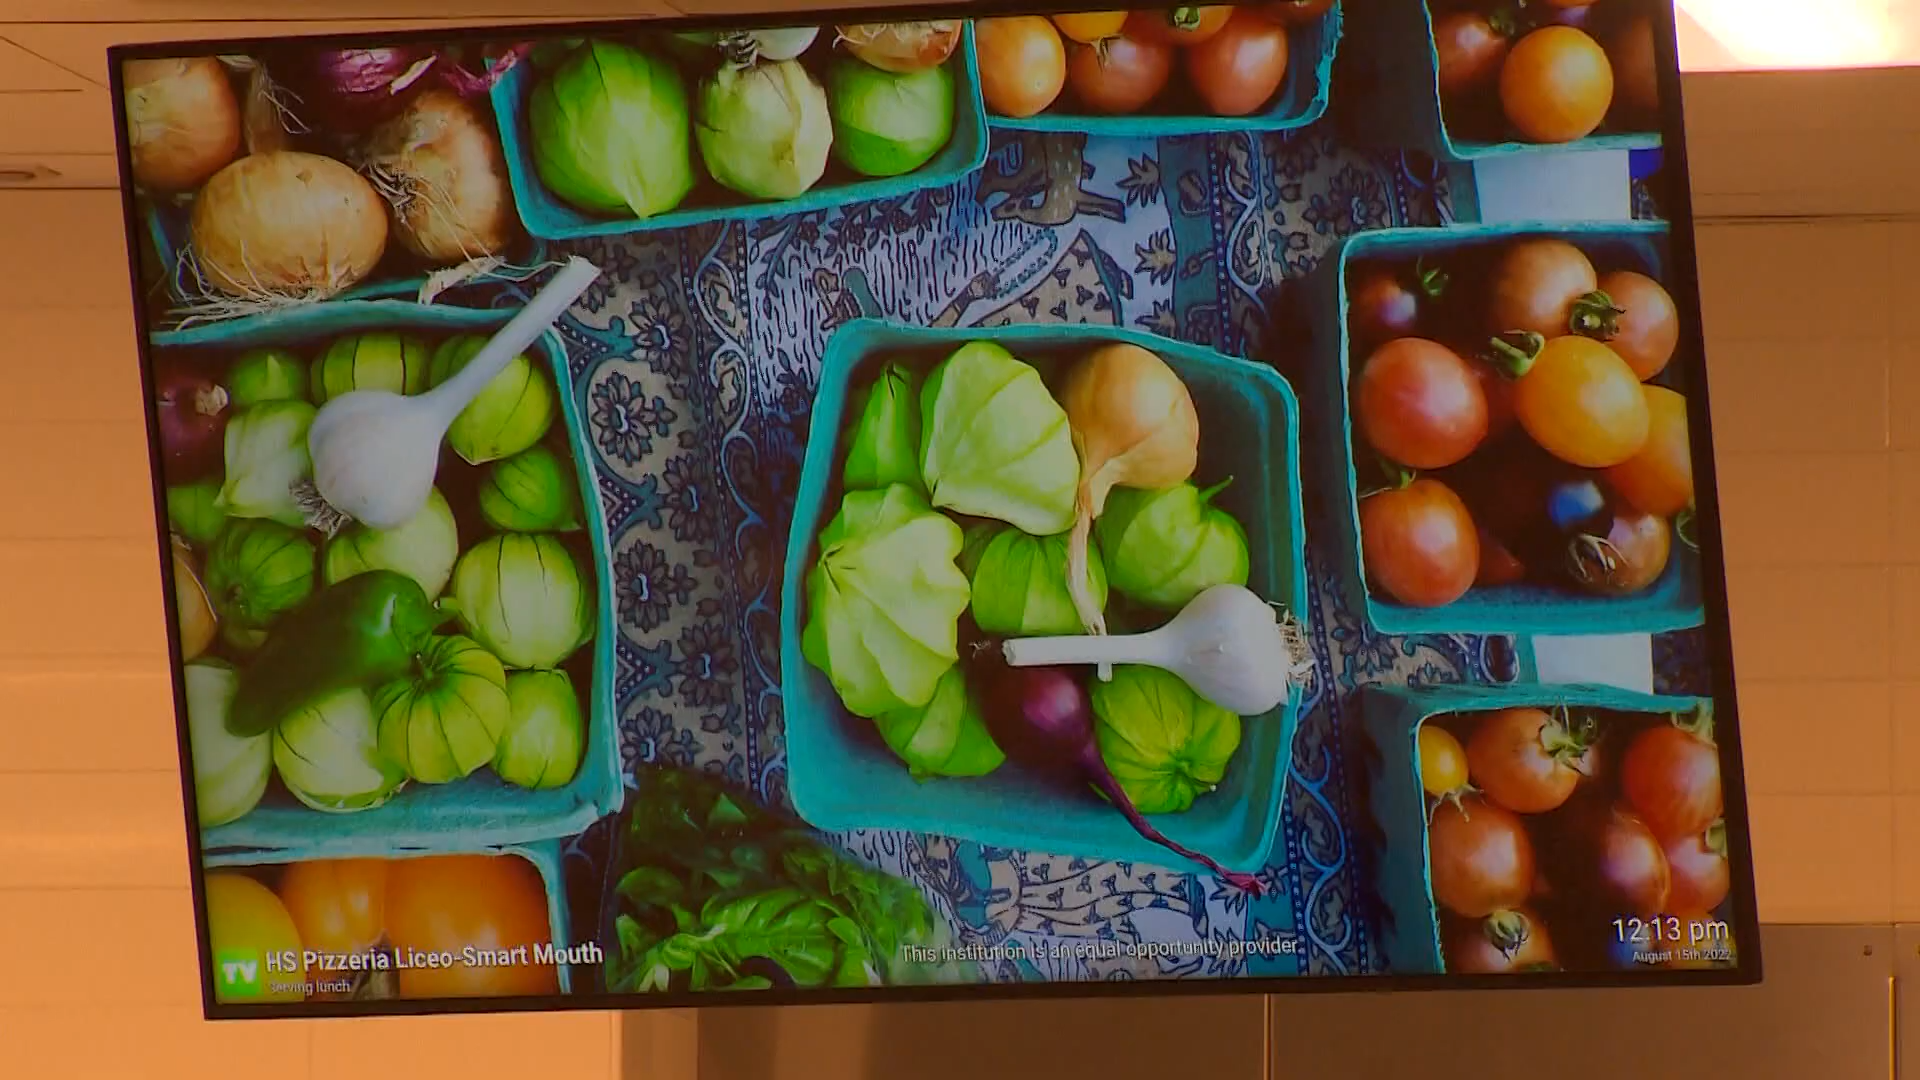 TV
HS Pizzeria Liceo-Smart Mouth
Serving lunch
This institution is an equal opportunity provider.
12:13 pm
August 15th 2022